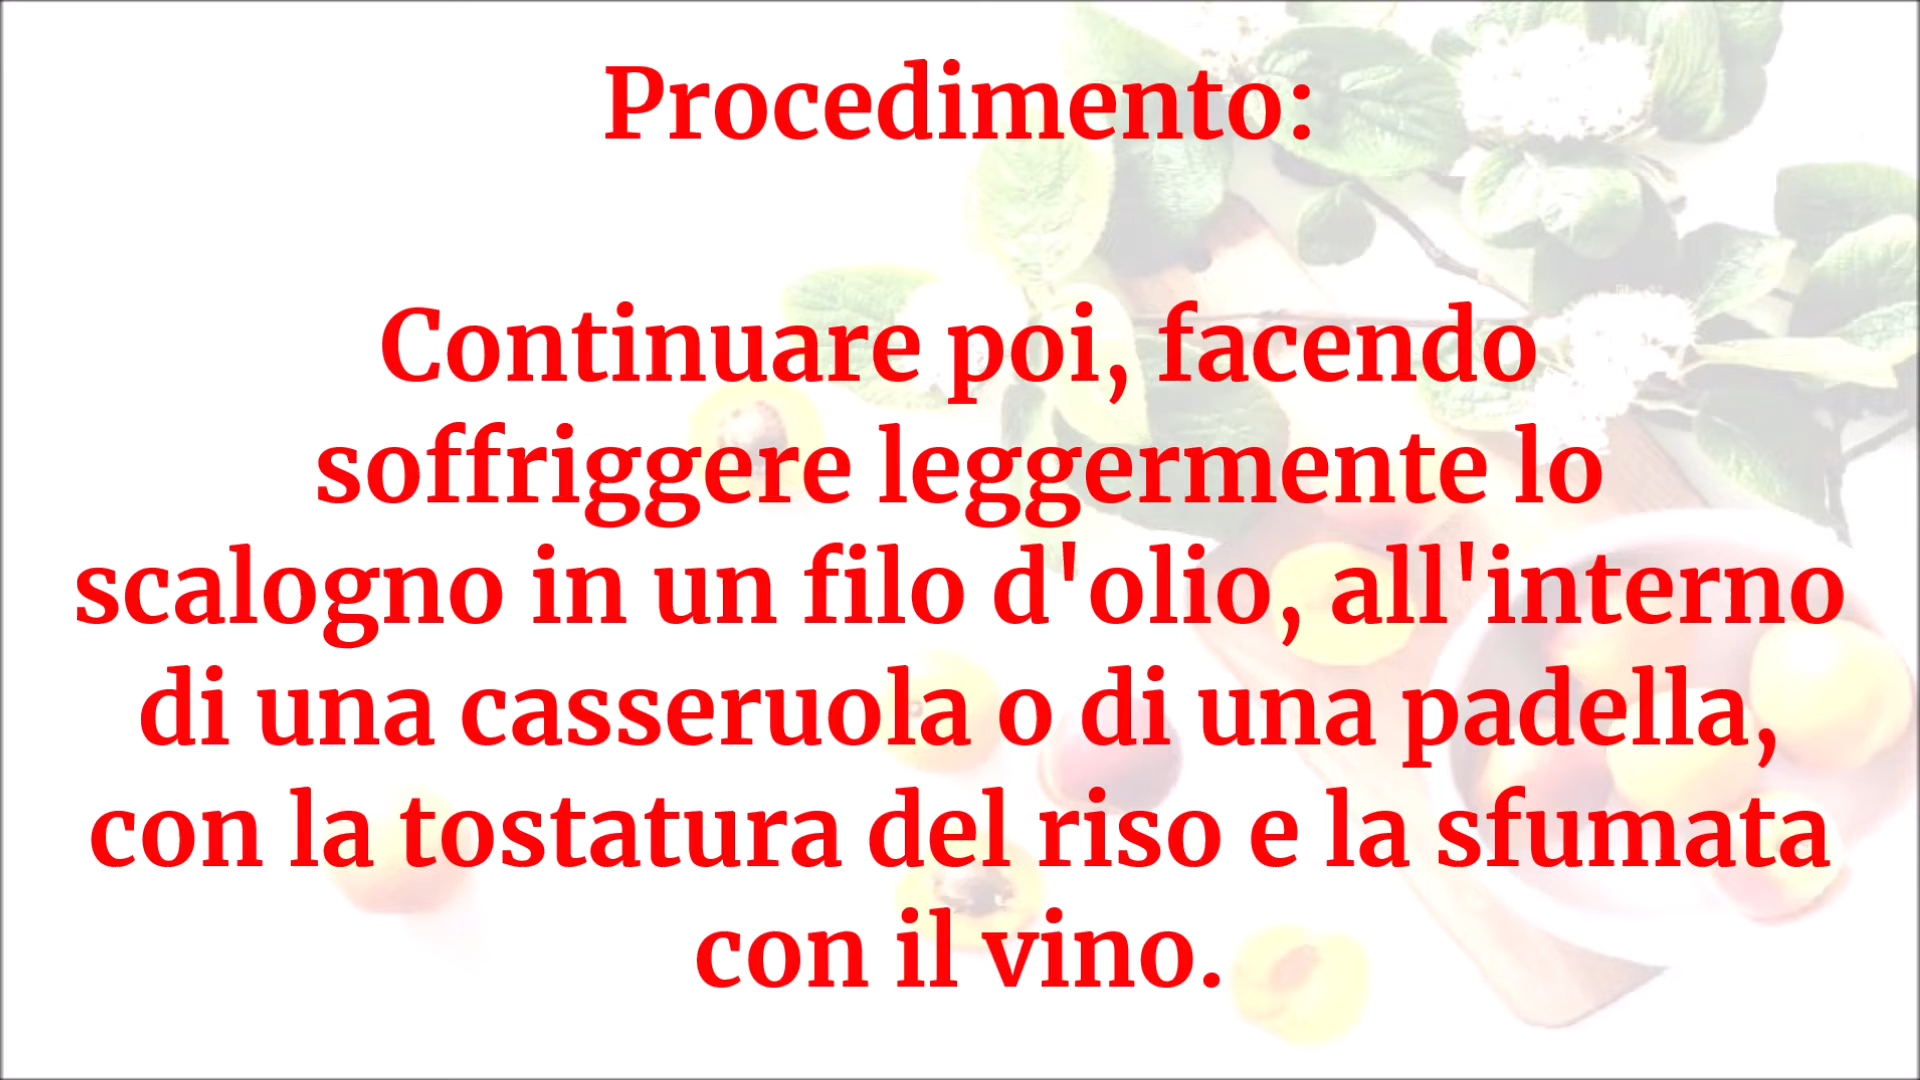 Procedimento:
Continuare poi, facendo
soffriggere leggermente lo
scalogno in un filo d'olio, all'interno
di una casseruola o di una padella,
con la tostatura del riso e la sfumata
con il vino.